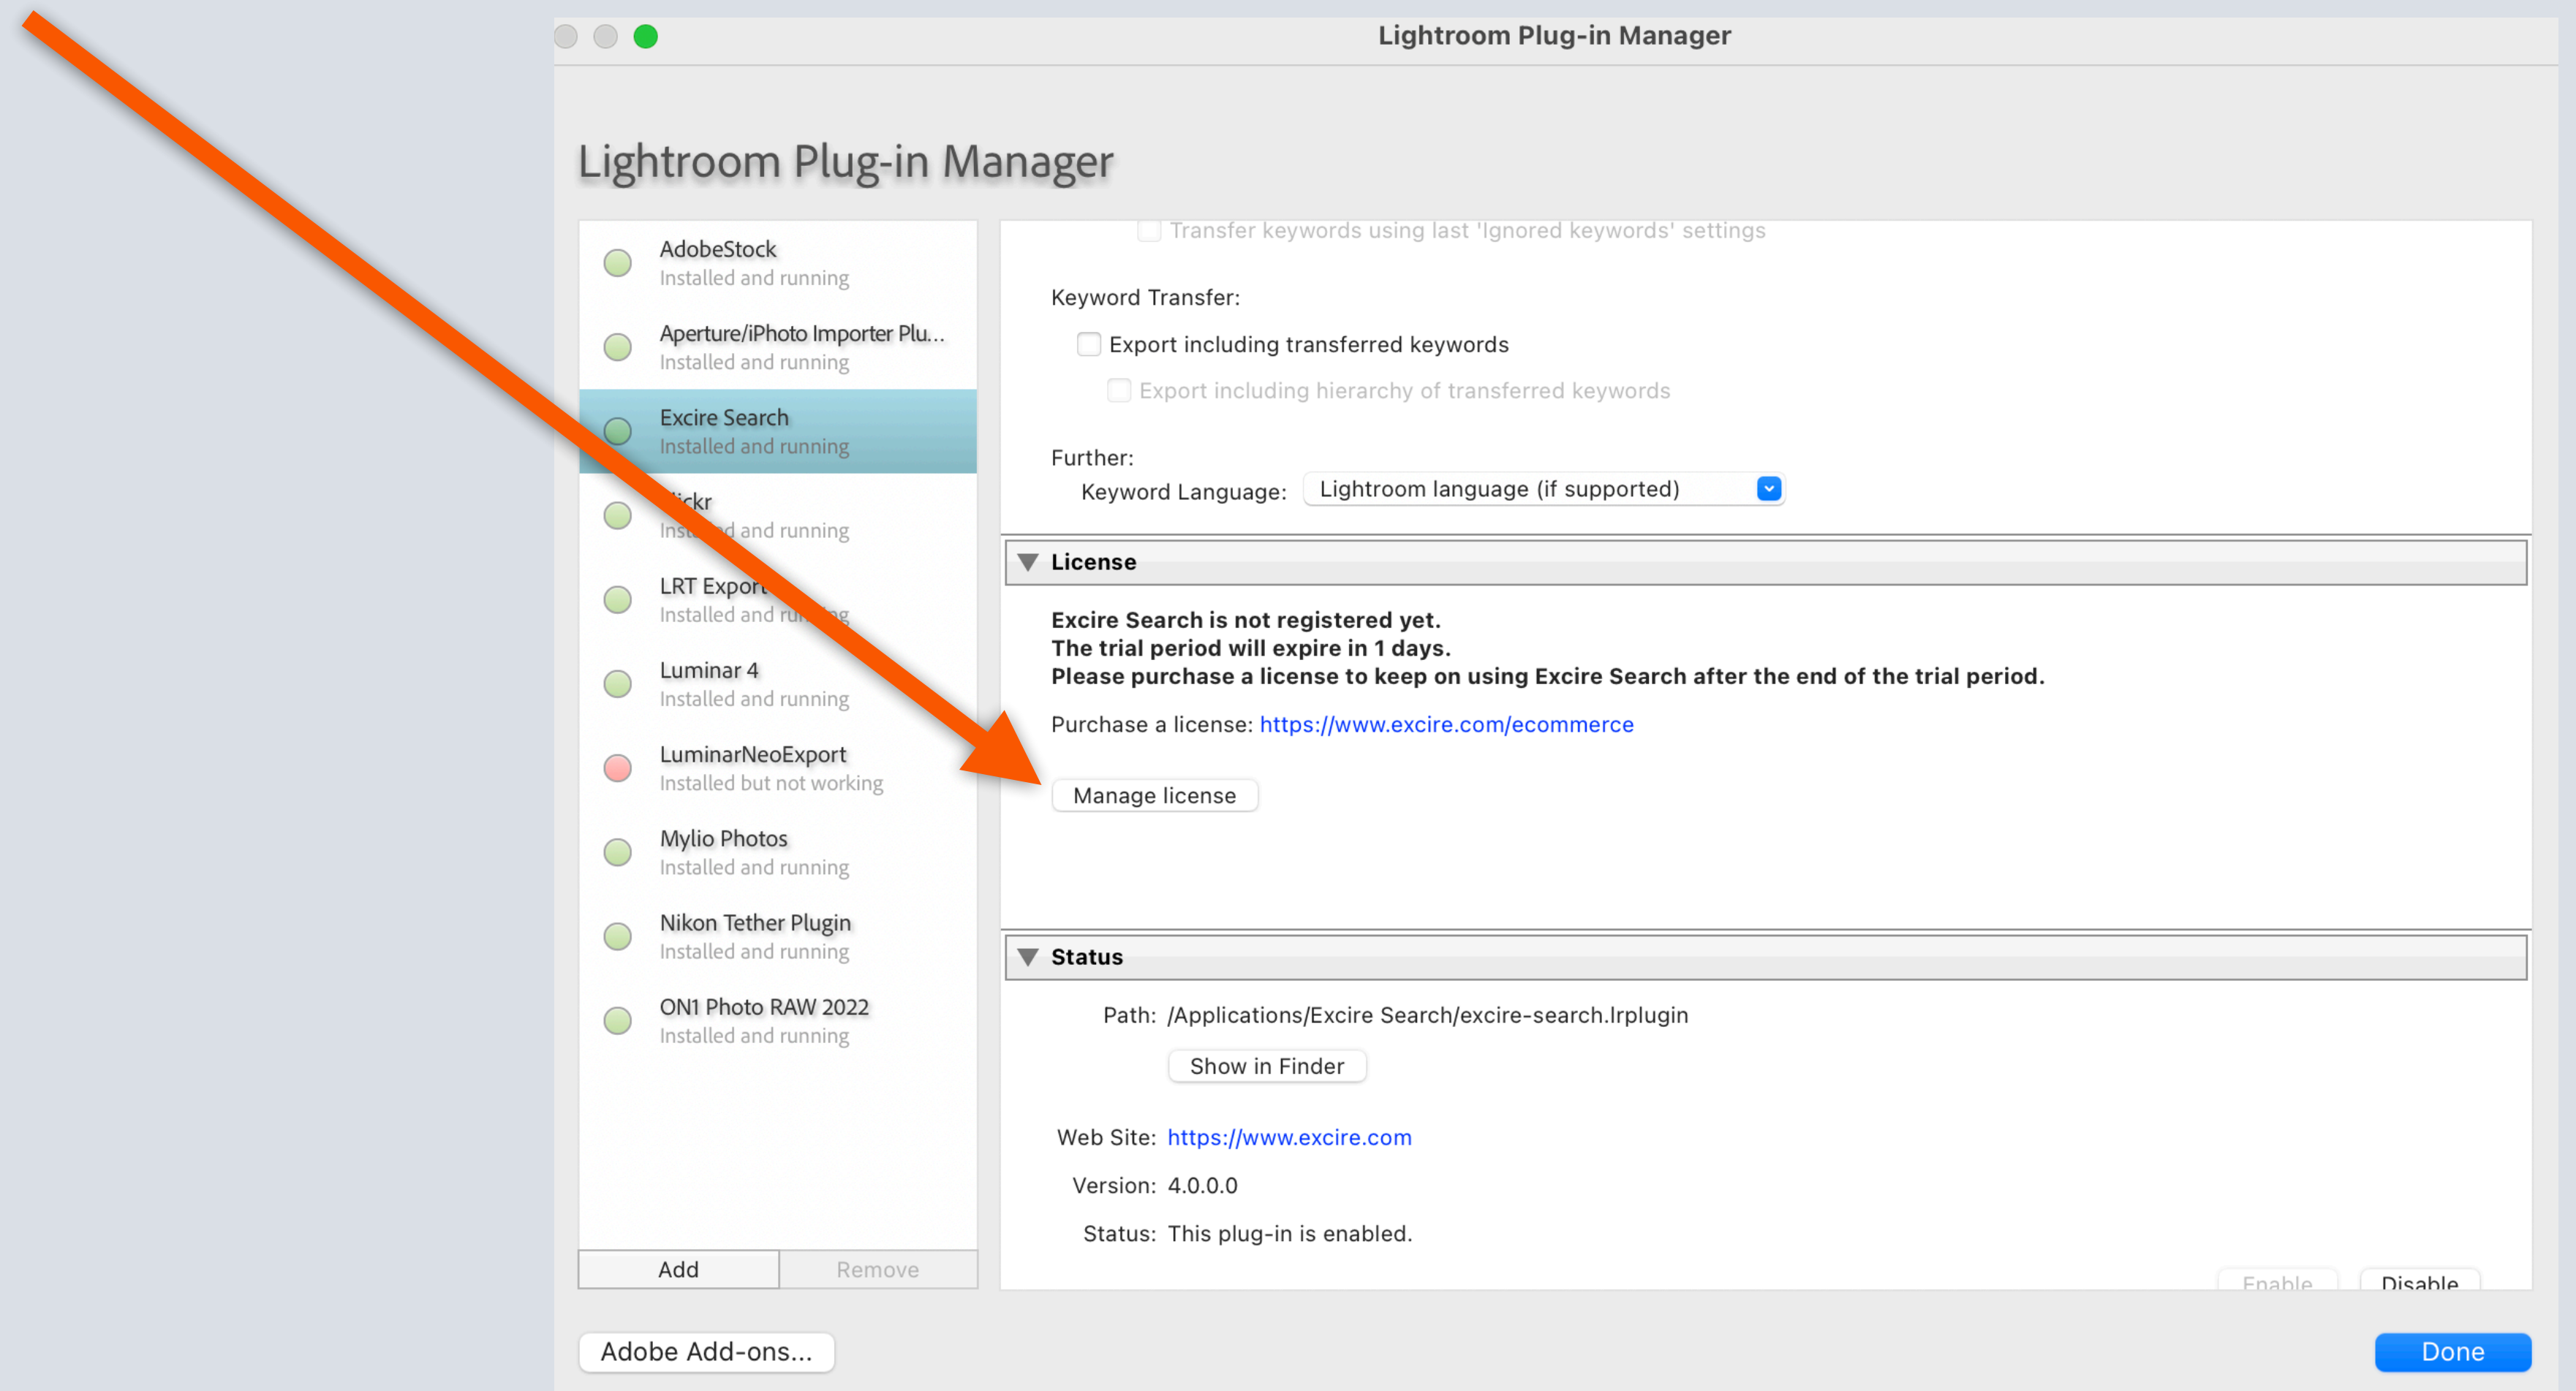 Lightroom Plug-in Manager
Lightroom Plug-in Manager
AdobeStock
Installed and running
Aperture/iPhoto Importer Plu...
Installed and running
Excire Search
Installed and running
ickr
Installed and running
LRT Export
Installed and running
Luminar 4
Installed and running
LuminarNeoExport
Installed but not working
Mylio Photos
Installed and running
Nikon Tether Plugin
Installed and running
ON1 Photo RAW 2022
Installed and running
Add
Remove
Transfer keywords using last 'Ignored keywords' settings
Keyword Transfer:
Export including transferred keywords
Export including hierarchy of transferred keywords
Further:
Keyword Language: Lightroom language (if supported)
License
Excire Search is not registered yet.
The trial period will expire in 1 days.
Please purchase a license to keep on using Excire Search after the end of the trial period.
Purchase a license: https://www.excire.com/ecommerce
Manage license
Status
Path: /Applications/Excire Search/excire-search.lrplugin
Show in Finder
Web Site: https://www.excire.com
Version: 4.0.0.0
Status: This plug-in is enabled.
Enable
Disable
Adobe Add-ons...
Done